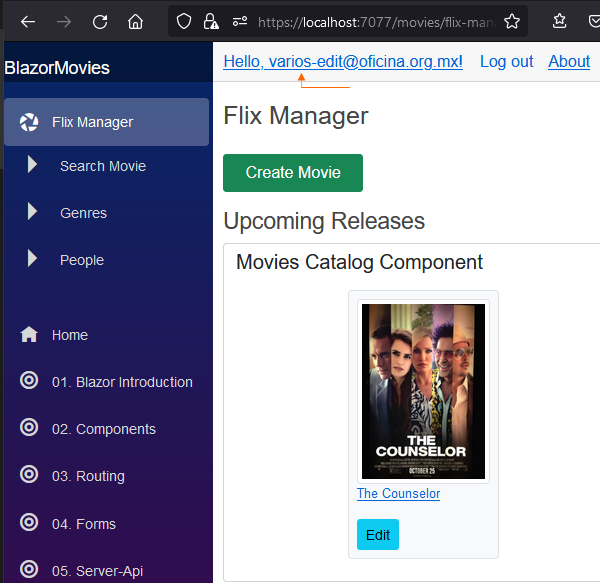 https://localhost:7077/movies/flix-man
BlazorMovies
Hello, varios-edit@oficina.org.mx!
Log out
About
Flix Manager
Search Movie
Genres
People
Home
01. Blazor Introduction
02. Components
03. Routing
04. Forms
05. Server-Api
Flix Manager
Create Movie
Upcoming Releases
Movies Catalog Component
THE
COUNSELOR
OCTOBER 25
The Counselor
Edit